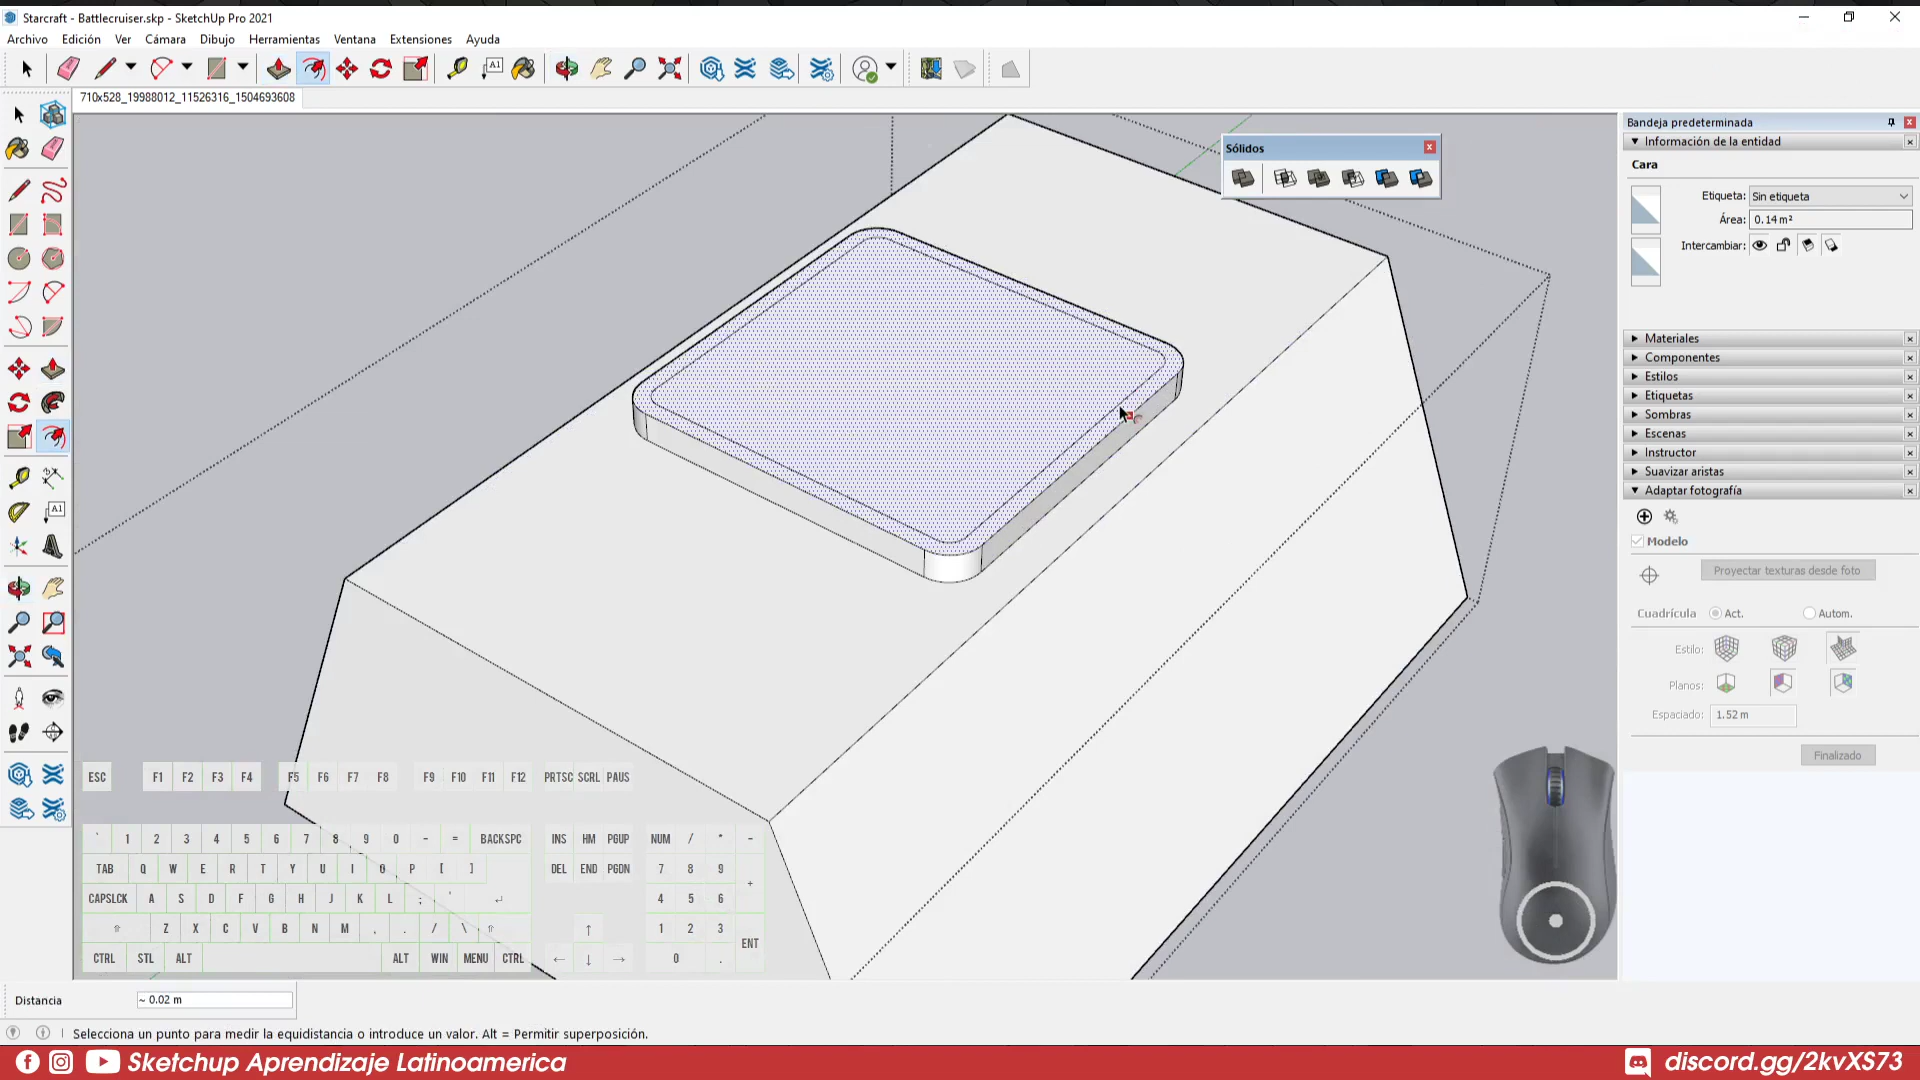 Starcraft - Battlecruiser.skp - SketchUp Pro 2021
Archivo Edición Ver Cámara Dibujo Herramientas Ventana Extensiones Ayuda
A1
710x528_19988012_11526316_1504693608
Sólidos
Bandeja predeterminada
Información de la entidad
Cara
Etiqueta: Sin etiqueta
Área: 0.14 m²
Intercambiar:
Materiales
Componentes
Estilos
Etiquetas
Sombras
Escenas
Instructor
Suavizar aristas
Adaptar fotografía
Modelo
Proyectar texturas desde foto
Cuadrícula Act. Autom.
Estilo:
Planos:
Espaciado: 1.52 m
Finalizado
A1
ESC F1 F2 F3 F4 F5 F6 F7 F8 F9 F10 F11 F12 PRTSC SCRL PAUS
` 1 2 3 4 5 6 7 8 9 0 - = BACKSPC INS HM PGUP NUM / * -
TAB Q W E R T Y U I O P [ ] DEL END PGDN 7 8 9 +
CAPSLCK A S D F G H J K L ; ' ↵ 4 5 6
⇧ Z X C V B N M , . / \ ⇧ ↑ 1 2 3 ENT
CTRL STL ALT ALT WIN MENU CTRL ← ↓ → 0 .
Distancia ~ 0.02 m
Selecciona un punto para medir la equidistancia o introduce un valor. Alt = Permitir superposición.
Sketchup Aprendizaje Latinoamerica
discord.gg/2kvXS73